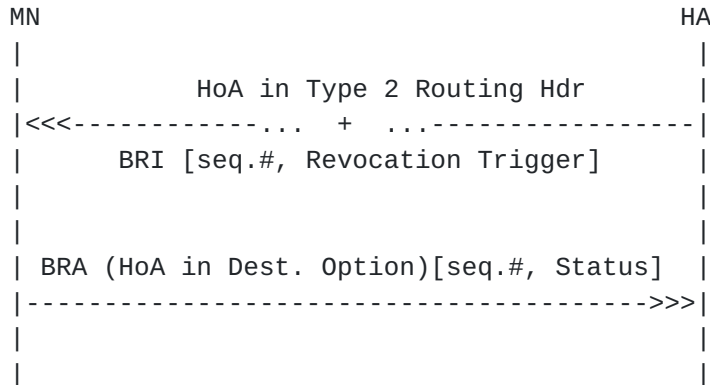 MN HA
| |
| HoA in Type 2 Routing Hdr |
|<<<------------... + ...-----------------|
| BRI [seq.#, Revocation Trigger] |
| |
| |
| BRA (HoA in Dest. Option)[seq.#, Status] |
|--------------------------------------->>>|
| |
| |